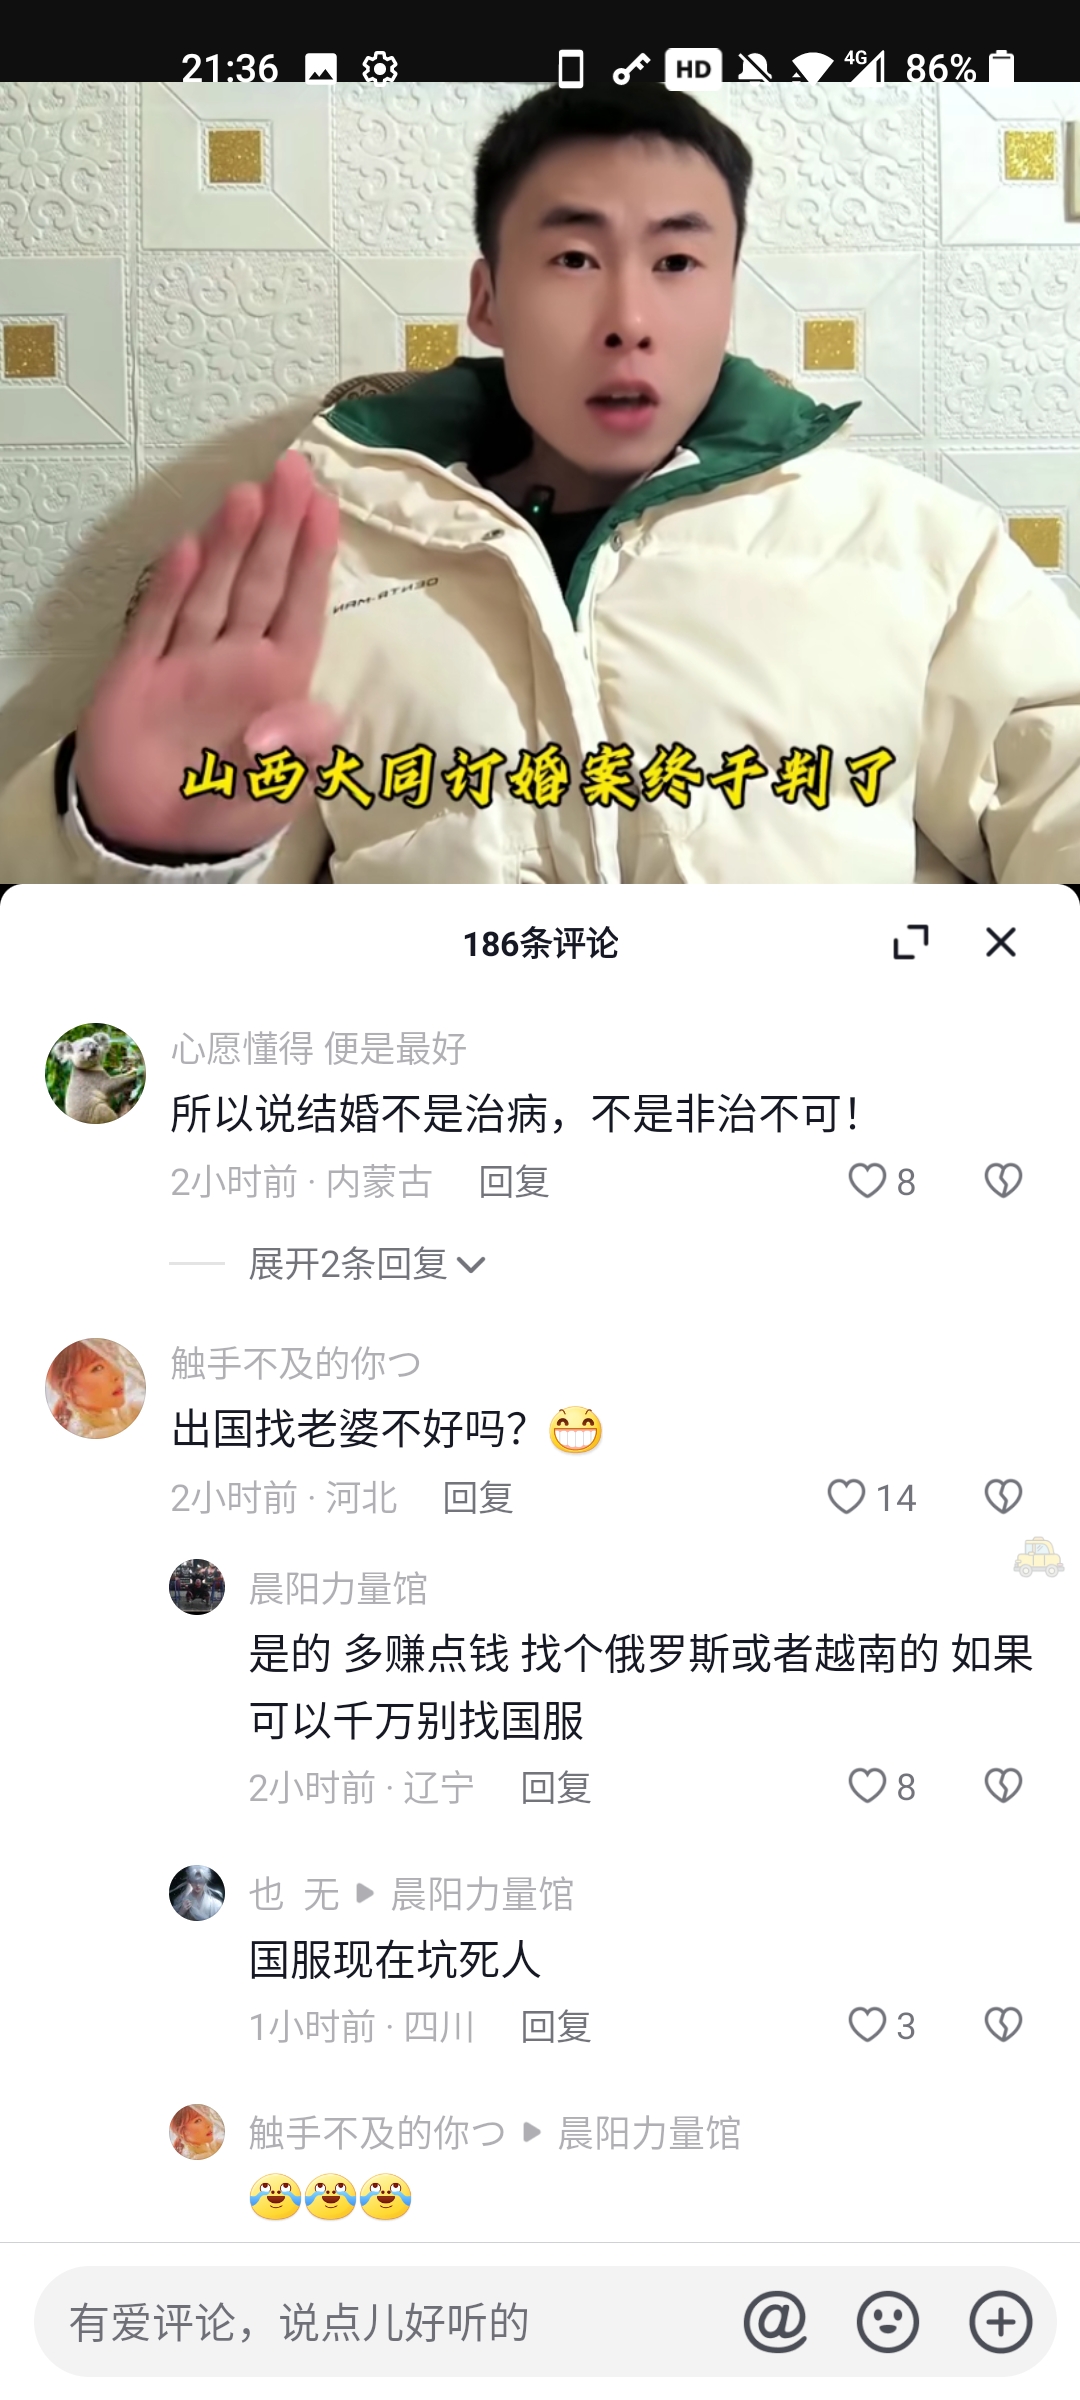 21:36
HD
4G
86%
DENTA-MAN
山西大同订婚案终于判了
186条评论
心愿懂得 便是最好
所以说结婚不是治病，不是非治不可！
2小时前 · 内蒙古 回复
8
展开2条回复
触手不及的你つ
出国找老婆不好吗？😁
2小时前 · 河北 回复
14
晨阳力量馆
是的 多赚点钱 找个俄罗斯或者越南的 如果
可以千万别找国服
2小时前 · 辽宁 回复
8
也 无 ▶ 晨阳力量馆
国服现在坑死人
1小时前 · 四川 回复
3
触手不及的你つ ▶ 晨阳力量馆
😂😂😂
有爱评论，说点儿好听的